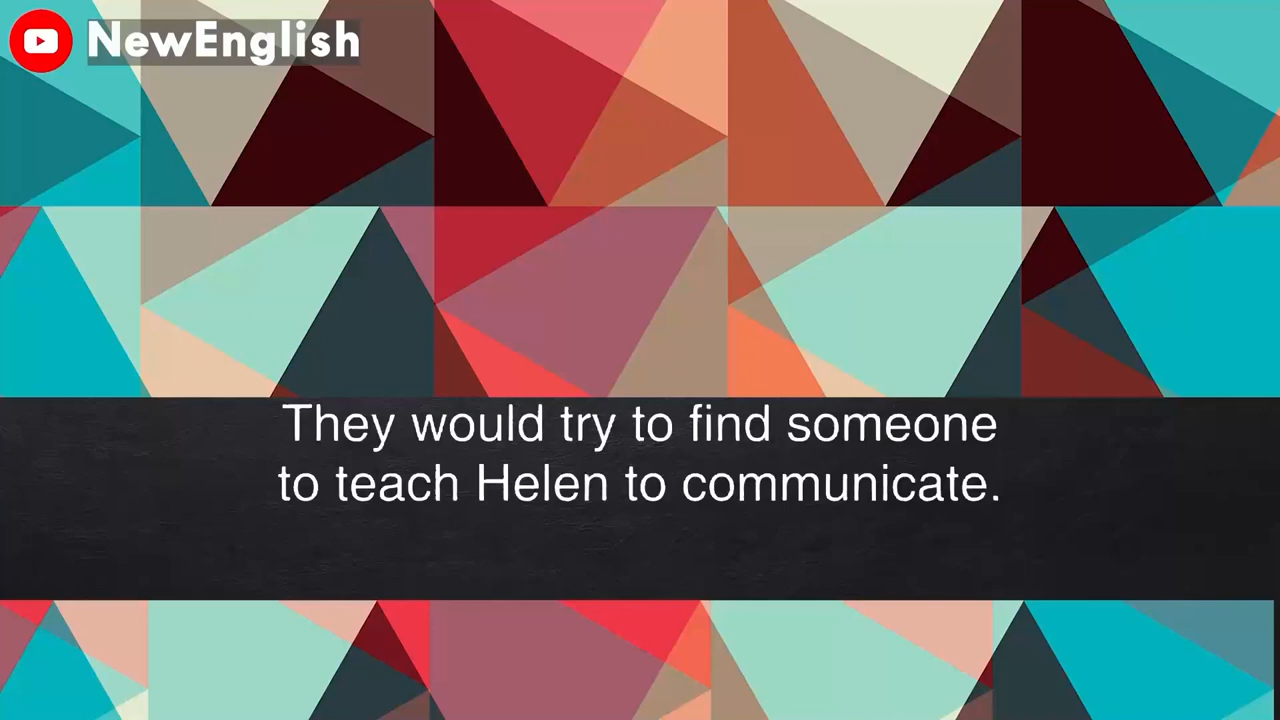 NewEnglish
They would try to find someone
to teach Helen to communicate.